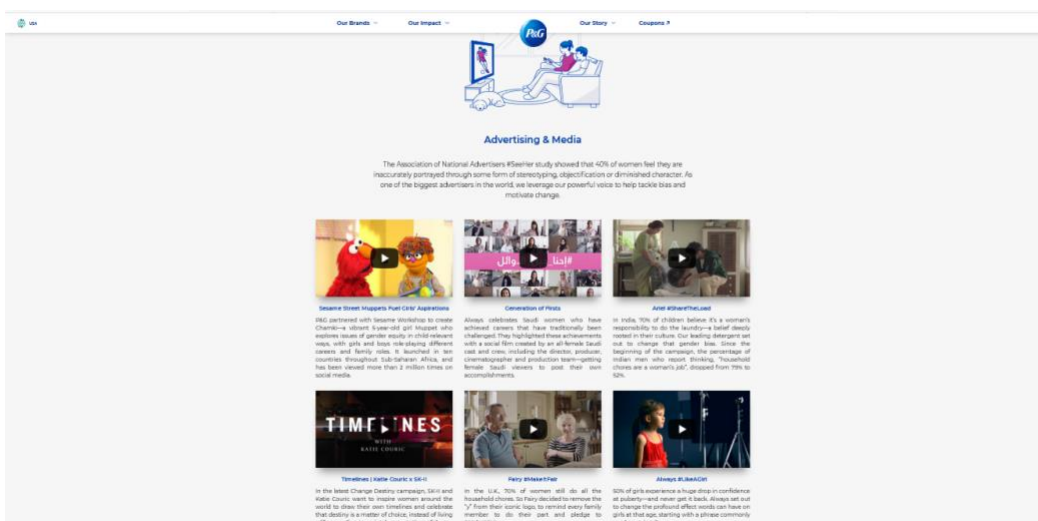 USA
Our Brands
Our Impact
P&G
Our Story
Coupons
Advertising & Media
The Association of National Advertisers #SeeHer study showed that 40% of women feel they are
inaccurately portrayed through some form of stereotyping, objectification or diminished character. As
one of the biggest advertisers in the world, we leverage our powerful voice to help tackle bias and
motivate change.
Sesame Street Muppets Fuel Girls' Aspirations
P&G partnered with Sesame Workshop to create
Chamki—a vibrant 5-year-old girl Muppet who
explores issues of gender equity in child-relevant
ways, with girls and boys role-playing different
careers and family roles. It launched in ten
countries throughout Sub-Saharan Africa, and
has been viewed more than 2 million times on
social media.
#إحنا
Generation of Firsts
Always celebrates Saudi women who have
achieved careers that have traditionally been
challenged. They highlighted these achievements
with a social film created by an all-female Saudi
cast and crew, including the director, producer,
cinematographer and production team—getting
female Saudi viewers to post their own
accomplishments.
Ariel #ShareTheLoad
In India, 70% of children believe it's a woman's
responsibility to do the laundry—a belief deeply
rooted in their culture. Our leading detergent set
out to change that gender bias. Since the
beginning of the campaign, the percentage of
Indian men who report thinking, "household
chores are a woman's job", dropped from 79% to
52%.
TIMELINES
WITH
KATIE COURIC
Timelines | Katie Couric x SK-II
In the latest Change Destiny campaign, SK-II and
Katie Couric want to inspire women around the
world to draw their own timelines and celebrate
that destiny is a matter of choice, instead of living
Fairy #MakeItFair
In the U.K., 70% of women still do all the
household chores. So Fairy decided to remove the
"y" from their iconic logo, to remind every family
member to do their part and pledge to
Always #LikeAGirl
50% of girls experience a huge drop in confidence
at puberty—and never get it back. Always set out
to change the profound effect words can have on
girls at that age, starting with a phrase commonly